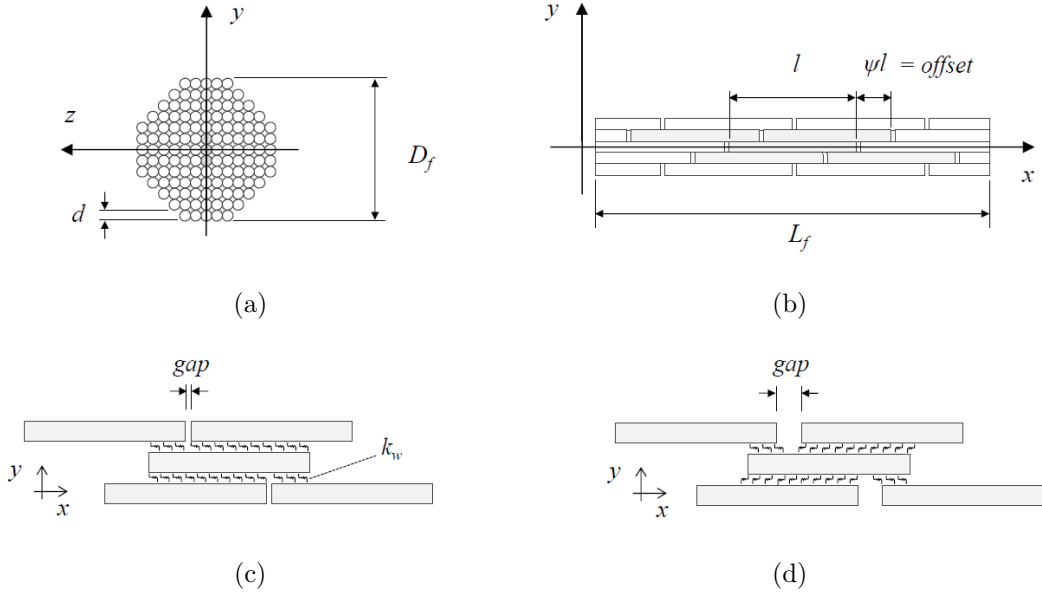 y
z
D_f
d
(a)
y
l
ψl = offset
x
L_f
(b)
gap
k_w
y
x
(c)
gap
y
x
(d)